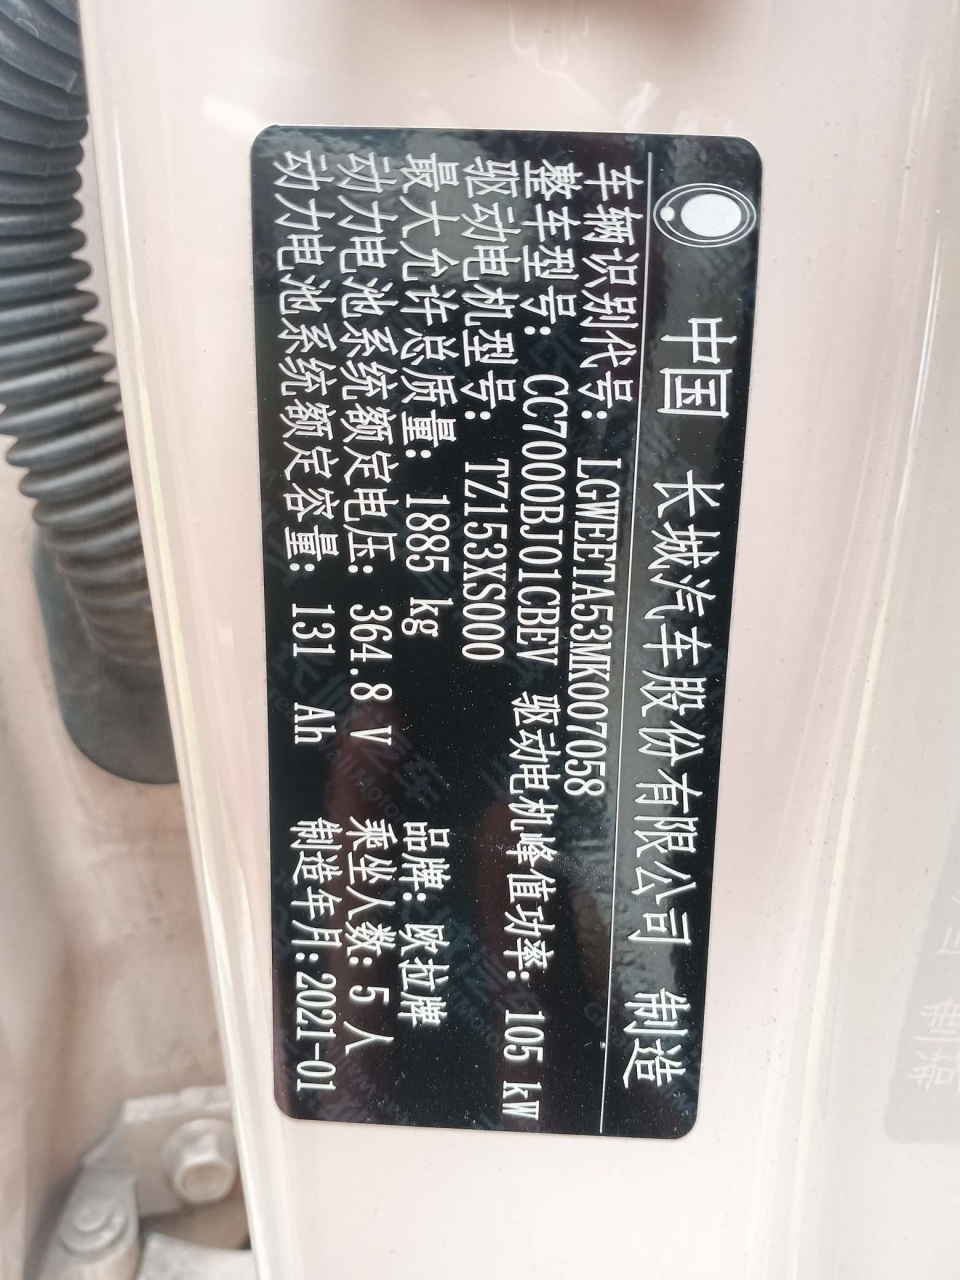 中国 长城汽车股份有限公司 制造
车辆识别代号: LGWEETA53MK007058
整车型号: CC7000BJ01CBEV 驱动电机峰值功率: 105 kW
驱动电机型号: TZ153XS000
最大允许总质量: 1885 kg 品牌: 欧拉牌
动力电池系统额定电压: 364.8 V 乘坐人数: 5 人
动力电池系统额定容量: 131 Ah 制造年月: 2021-01